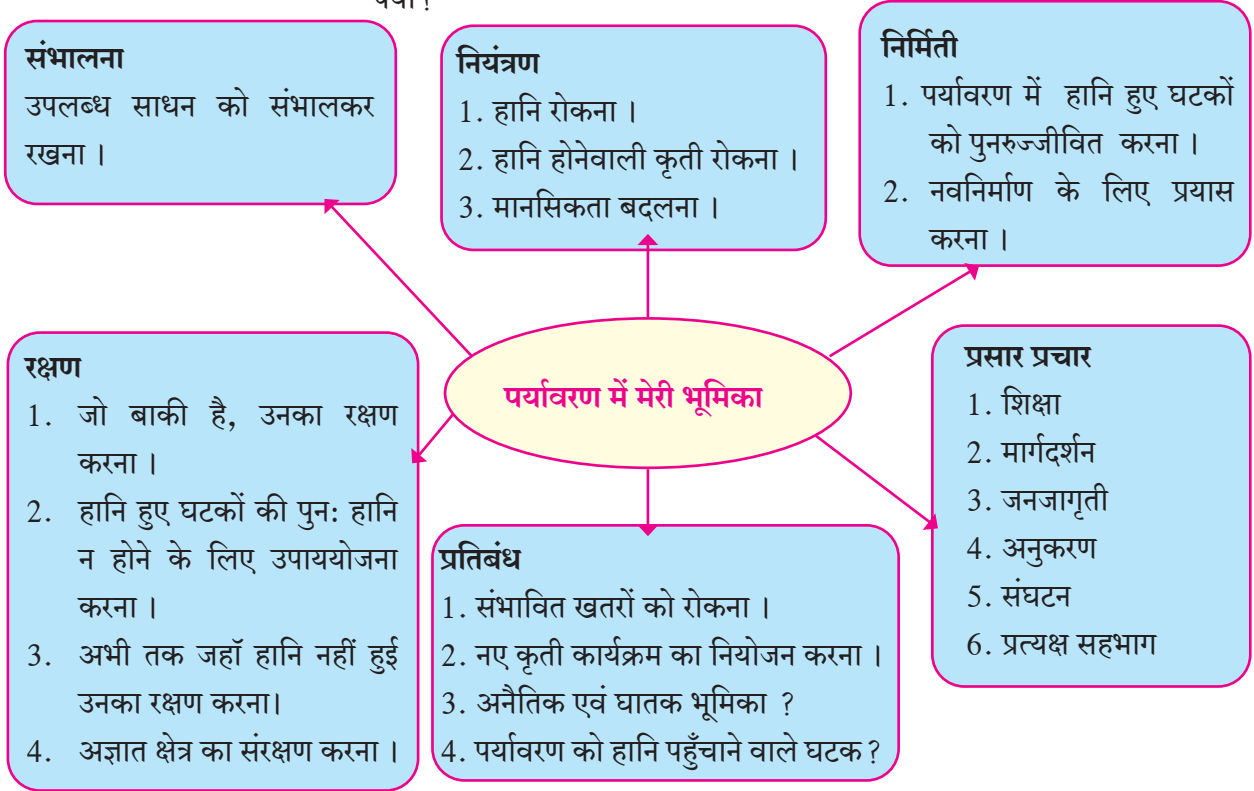 क्यों?
संभालना
उपलब्ध साधन को संभालकर
रखना ।
नियंत्रण
1. हानि रोकना ।
2. हानि होनेवाली कृती रोकना ।
3. मानसिकता बदलना ।
निर्मिती
1. पर्यावरण में हानि हुए घटकों
को पुनरुज्जीवित करना ।
2. नवनिर्माण के लिए प्रयास
करना ।
पर्यावरण में मेरी भूमिका
रक्षण
1. जो बाकी है, उनका रक्षण
करना ।
2. हानि हुए घटकों की पुन: हानि
न होने के लिए उपाययोजना
करना ।
3. अभी तक जहॉ हानि नहीं हुई
उनका रक्षण करना।
4. अज्ञात क्षेत्र का संरक्षण करना ।
प्रतिबंध
1. संभावित खतरों को रोकना ।
2. नए कृती कार्यक्रम का नियोजन करना ।
3. अनैतिक एवं घातक भूमिका ?
4. पर्यावरण को हानि पहुँचाने वाले घटक?
प्रसार प्रचार
1. शिक्षा
2. मार्गदर्शन
3. जनजागृती
4. अनुकरण
5. संघटन
6. प्रत्यक्ष सहभाग